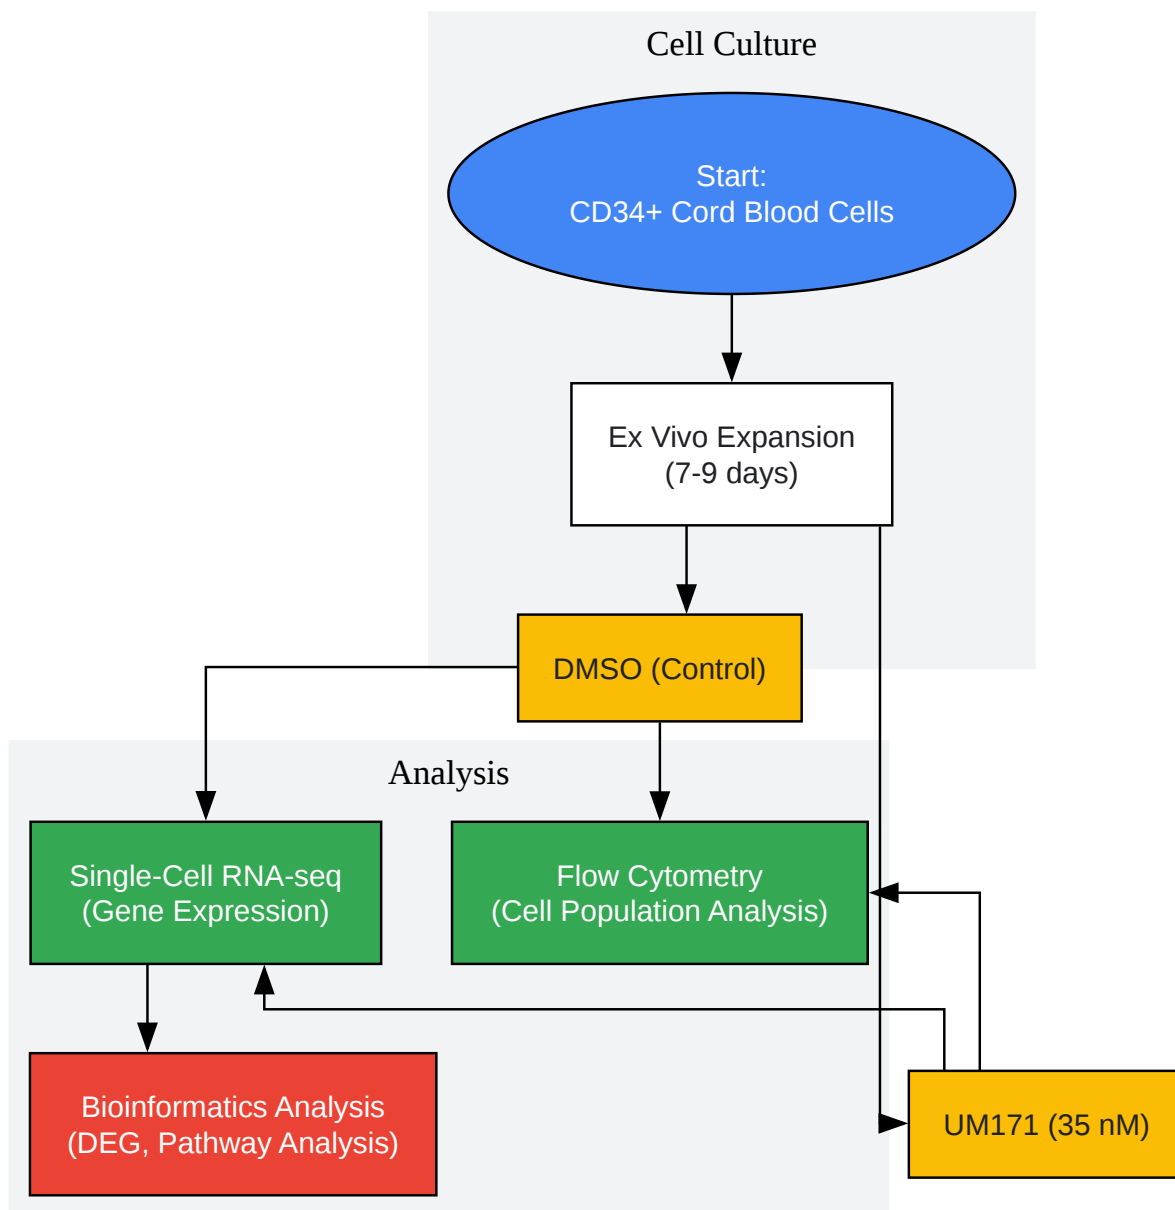 Cell Culture
Start:
CD34+ Cord Blood Cells
Ex Vivo Expansion
(7-9 days)
DMSO (Control)
Analysis
Single-Cell RNA-seq
(Gene Expression)
Flow Cytometry
(Cell Population Analysis)
Bioinformatics Analysis
(DEG, Pathway Analysis)
UM171 (35 nM)